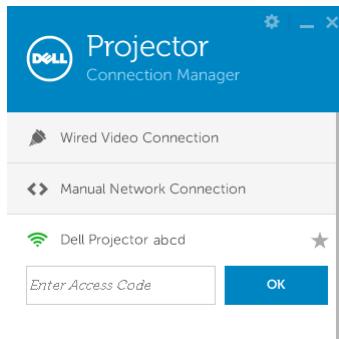 DELL
Projector
Connection Manager
Wired Video Connection
Manual Network Connection
Dell Projector abcd
Enter Access Code
OK